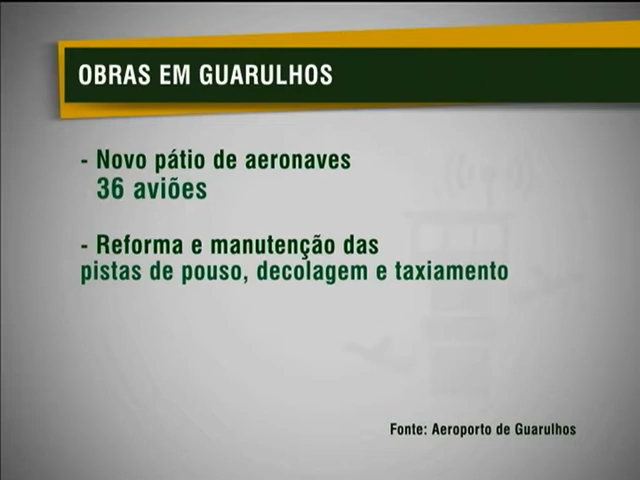 OBRAS EM GUARULHOS
- Novo pátio de aeronaves
36 aviões
- Reforma e manutenção das
pistas de pouso, decolagem e taxiamento
Fonte: Aeroporto de Guarulhos